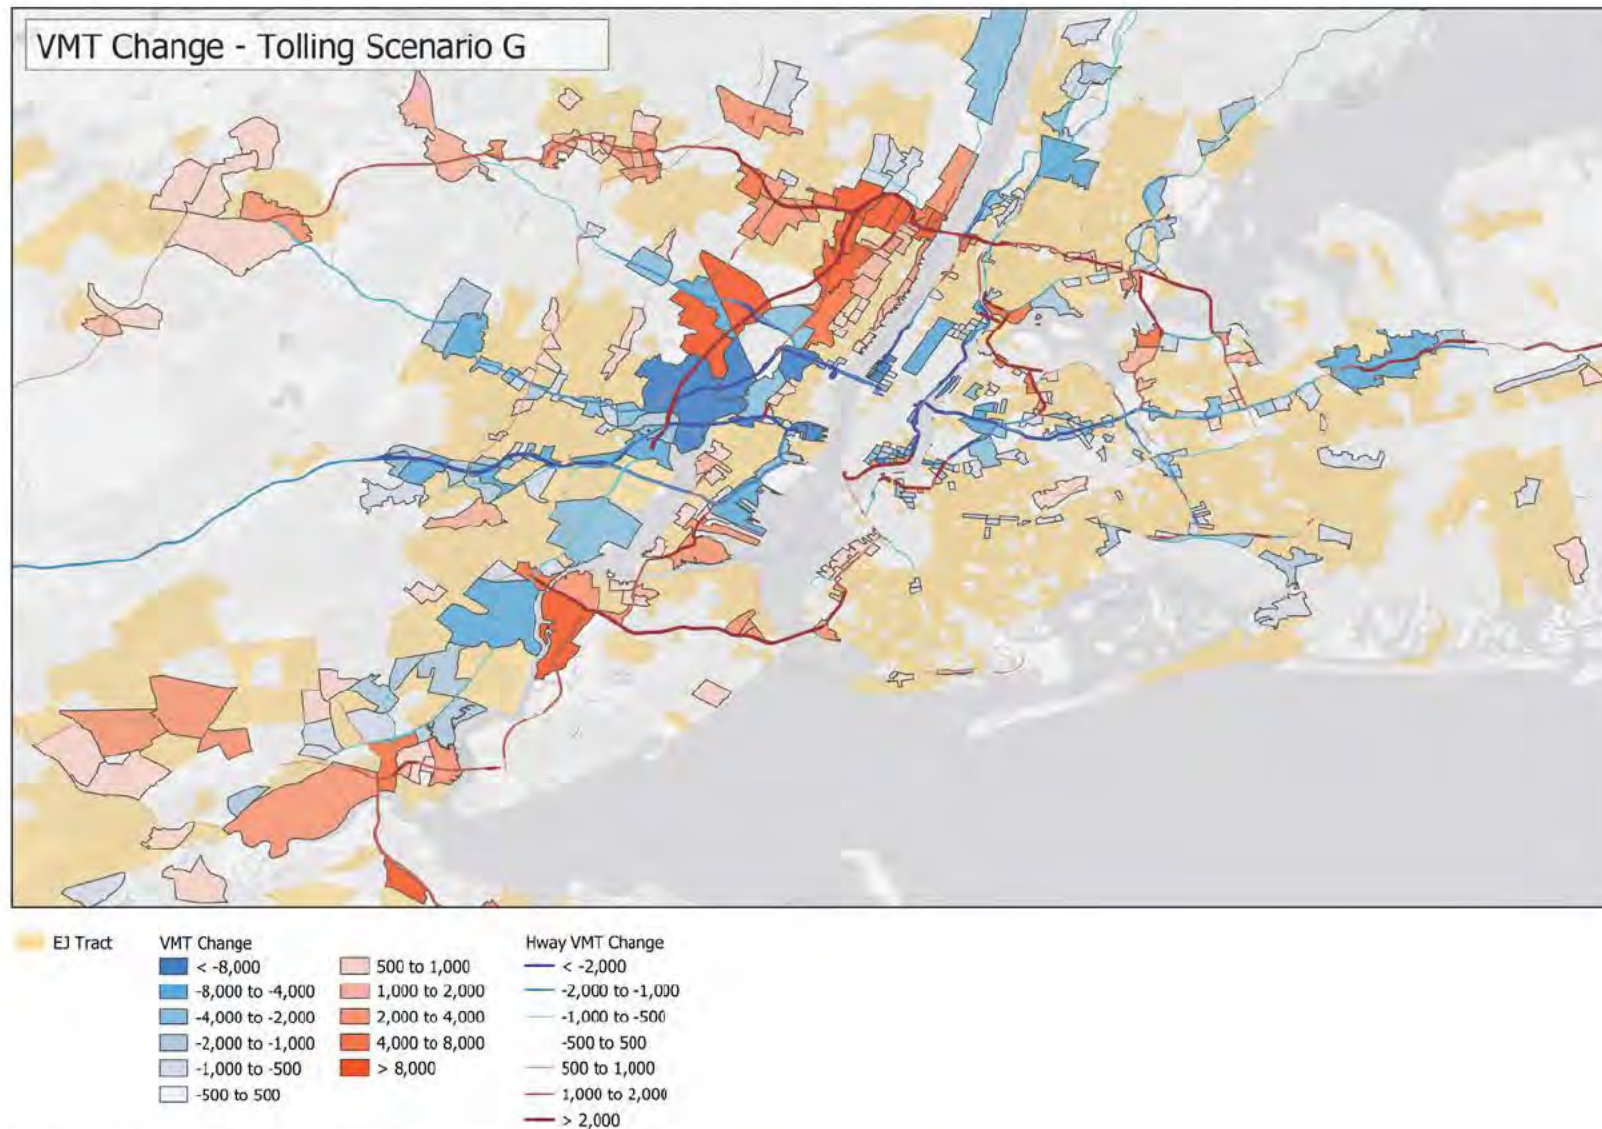 VMT Change - Tolling Scenario G
EJ Tract
VMT Change
< -8,000
-8,000 to -4,000
-4,000 to -2,000
-2,000 to -1,000
-1,000 to -500
-500 to 500
500 to 1,000
1,000 to 2,000
2,000 to 4,000
4,000 to 8,000
> 8,000
Hway VMT Change
< -2,000
-2,000 to -1,000
-1,000 to -500
-500 to 500
500 to 1,000
1,000 to 2,000
> 2,000